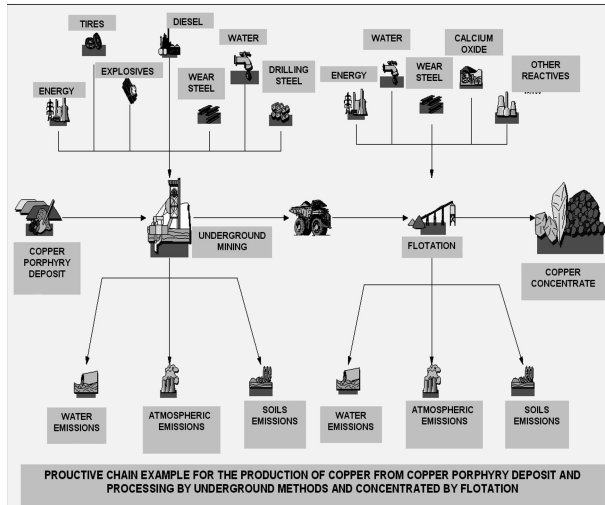 TIRES
DIESEL
WATER
EXPLOSIVES
ENERGY
WEAR
STEEL
DRILLING
STEEL
WATER
CALCIUM
OXIDE
ENERGY
WEAR
STEEL
OTHER
REACTIVES
COPPER
PORPHYRY
DEPOSIT
UNDERGROUND
MINING
FLOTATION
COPPER
CONCENTRATE
WATER
EMISSIONS
ATMOSPHERIC
EMISSIONS
SOILS
EMISSIONS
WATER
EMISSIONS
ATMOSPHERIC
EMISSIONS
SOILS
EMISSIONS
PROUCTIVE CHAIN EXAMPLE FOR THE PRODUCTION OF COPPER FROM COPPER PORPHYRY DEPOSIT AND
PROCESSING BY UNDERGROUND METHODS AND CONCENTRATED BY FLOTATION